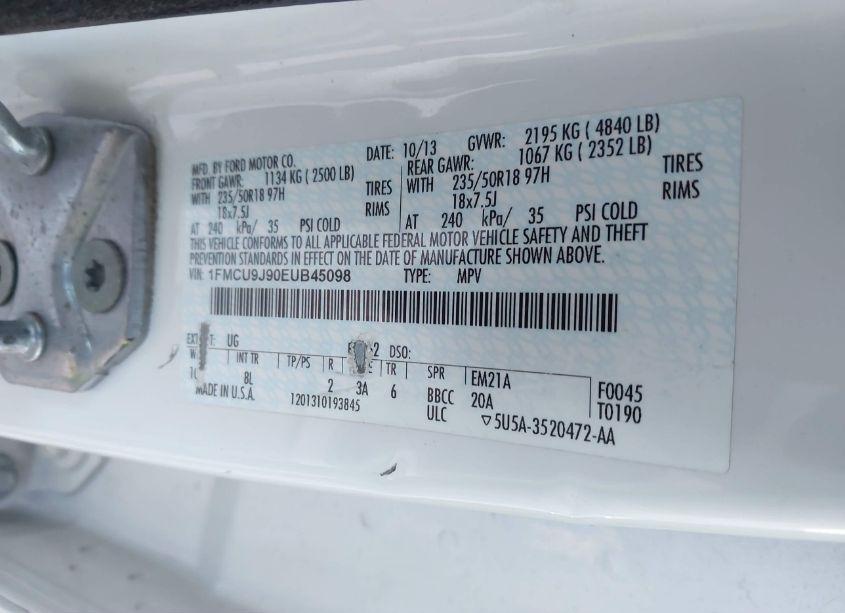 MFD. BY FORD MOTOR CO.
DATE: 10/13 GVWR: 2195 KG ( 4840 LB)
FRONT GAWR: 1134 KG ( 2500 LB) REAR GAWR: 1067 KG ( 2352 LB)
WITH 235/50R18 97H TIRES WITH 235/50R18 97H TIRES
18x7.5J RIMS 18x7.5J RIMS
AT 240 kPa/ 35 PSI COLD AT 240 kPa/ 35 PSI COLD
THIS VEHICLE CONFORMS TO ALL APPLICABLE FEDERAL MOTOR VEHICLE SAFETY AND THEFT
PREVENTION STANDARDS IN EFFECT ON THE DATE OF MANUFACTURE SHOWN ABOVE.
VIN: 1FMCU9J90EUB45098 TYPE: MPV
UG DSO:
INT TR TP/PS R TR SPR EM21A F0045
8L 2 3A 6 BBCC 20A T0190
MADE IN U.S.A. 1201310193845 ULC 5U5A-3520472-AA